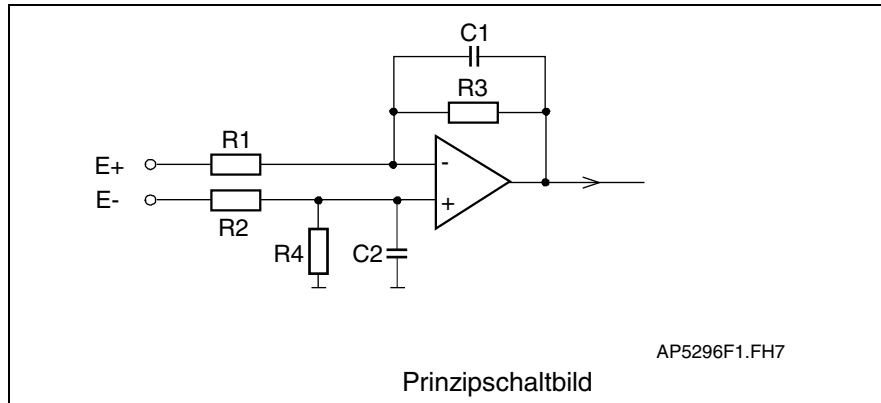 C1
R3
R1
E+
-
E-
+
R2
R4
C2
AP5296F1.FH7
Prinzipschaltbild